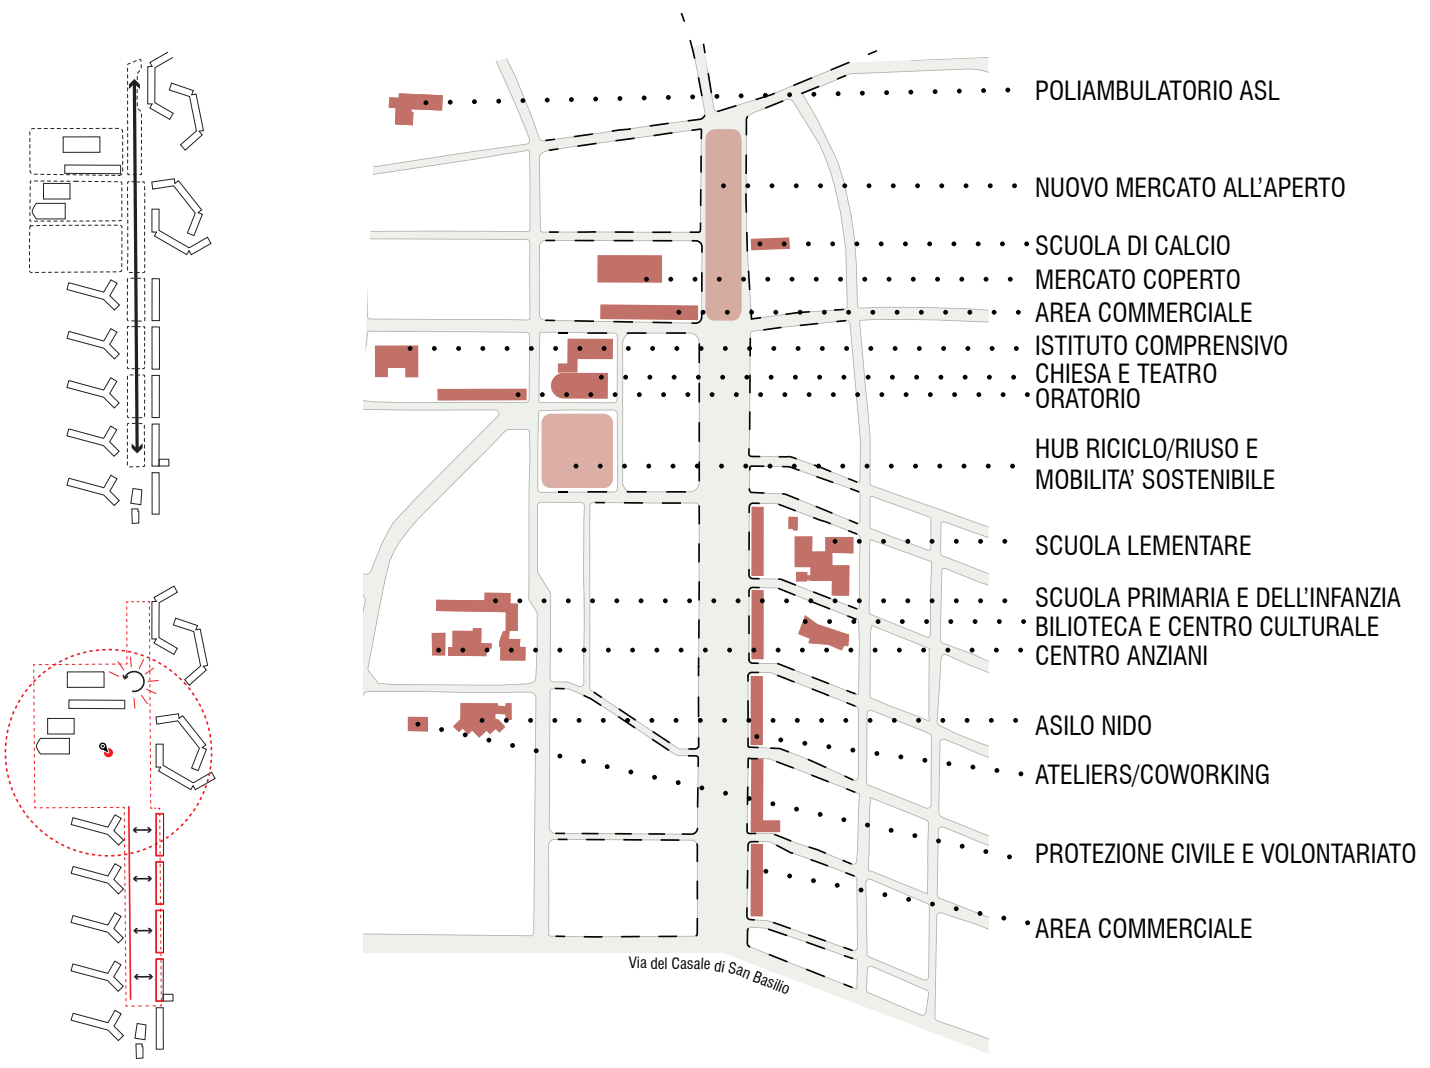 POLIAMBULATORIO ASL
NUOVO MERCATO ALL'APERTO
SCUOLA DI CALCIO
MERCATO COPERTO
AREA COMMERCIALE
ISTITUTO COMPRENSIVO
CHIESA E TEATRO
ORATORIO
HUB RICICLO/RIUSO E
MOBILITA' SOSTENIBILE
SCUOLA LEMENTARE
SCUOLA PRIMARIA E DELL'INFANZIA
BILIOTECA E CENTRO CULTURALE
CENTRO ANZIANI
ASILO NIDO
ATELIERS/COWORKING
PROTEZIONE CIVILE E VOLONTARIATO
AREA COMMERCIALE
Via del Casale di San Basilio